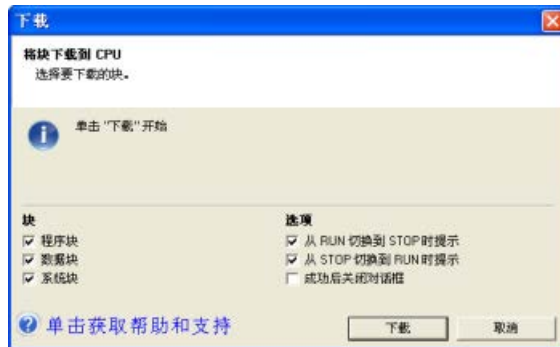 下载
将块下载到 CPU
选择要下载的块。
单击 "下载" 开始
块
程序块
数据块
系统块
选项
从 RUN 切换到 STOP 时提示
从 STOP 切换到 RUN 时提示
成功后关闭对话框
单击获取帮助和支持
下载
取消